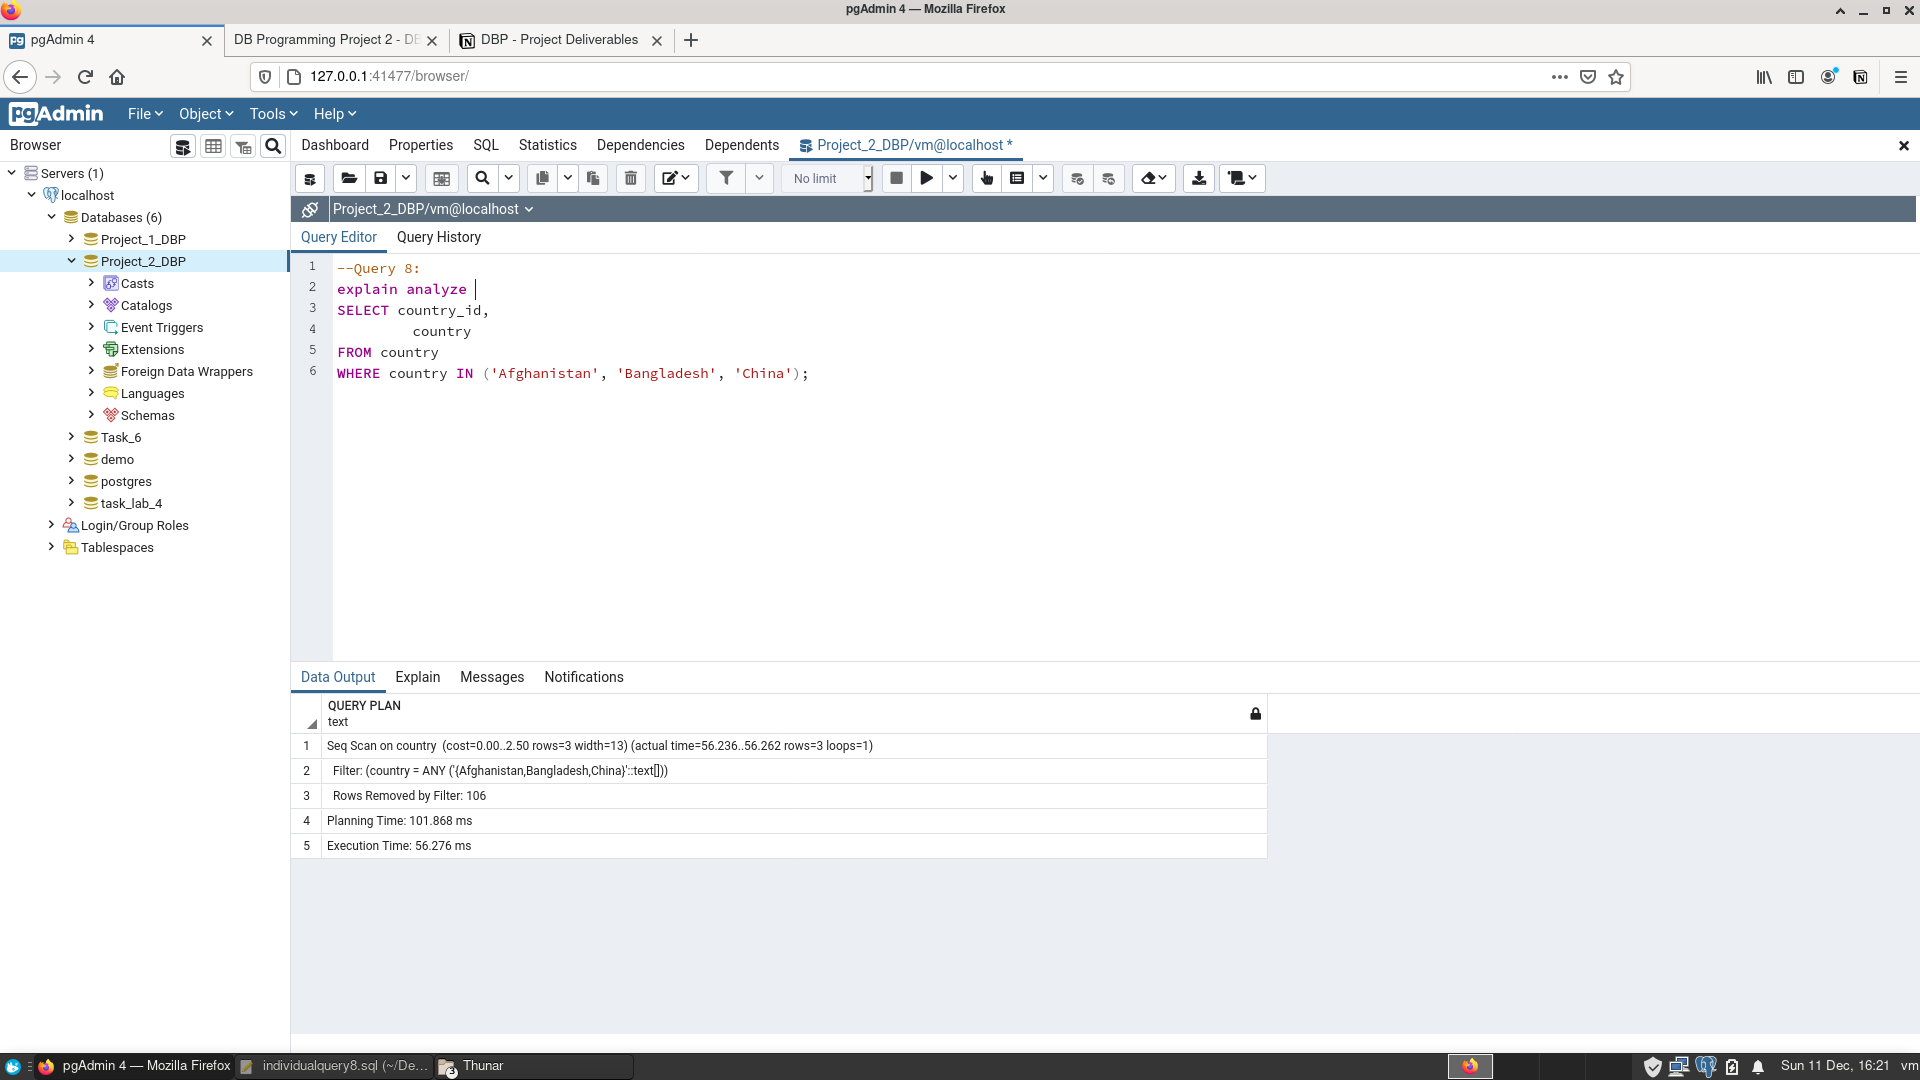 pgAdmin 4 — Mozilla Firefox
pgAdmin 4
DB Programming Project 2 - DB
DBP - Project Deliverables
127.0.0.1:41477/browser/
pgAdmin
File
Object
Tools
Help
Browser
Dashboard
Properties
SQL
Statistics
Dependencies
Dependents
Project_2_DBP/vm@localhost *
Servers (1)
localhost
Databases (6)
Project_1_DBP
Project_2_DBP
Casts
Catalogs
Event Triggers
Extensions
Foreign Data Wrappers
Languages
Schemas
Task_6
demo
postgres
task_lab_4
Login/Group Roles
Tablespaces
No limit
Project_2_DBP/vm@localhost
Query Editor
Query History
1 --Query 8:
2 explain analyze
3 SELECT country_id,
4 country
5 FROM country
6 WHERE country IN ('Afghanistan', 'Bangladesh', 'China');
Data Output
Explain
Messages
Notifications
QUERY PLAN
text
1 Seq Scan on country (cost=0.00..2.50 rows=3 width=13) (actual time=56.236..56.262 rows=3 loops=1)
2 Filter: (country = ANY ('{Afghanistan,Bangladesh,China}'::text[]))
3 Rows Removed by Filter: 106
4 Planning Time: 101.868 ms
5 Execution Time: 56.276 ms
pgAdmin 4 — Mozilla Firefox
individualquery8.sql (~/De...
3
Thunar
Sun 11 Dec, 16:21
vm